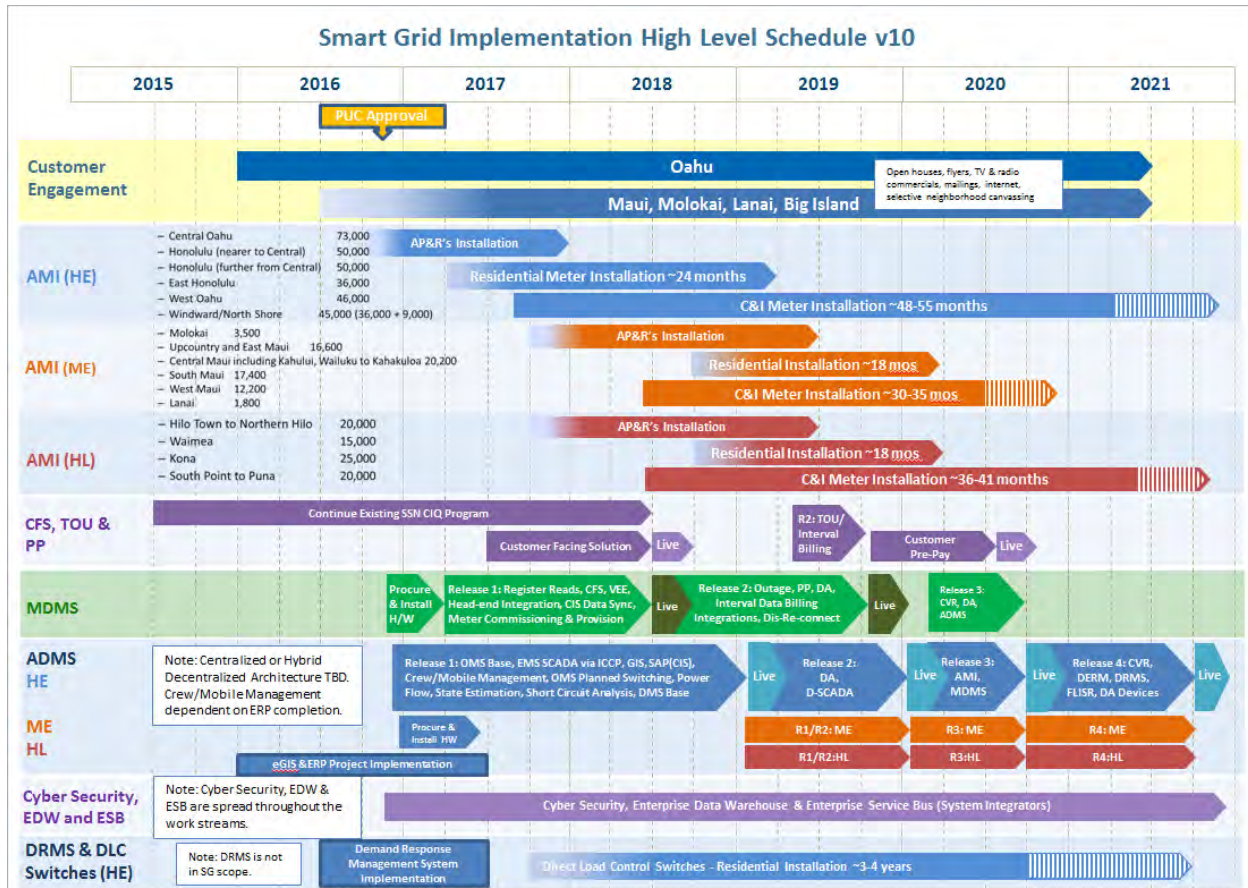 Smart Grid Implementation High Level Schedule v10
2015 2016 2017 2018 2019 2020 2021
PUC Approval
Customer
Engagement
Oahu
Open houses, flyers, TV & radio
commercials, mailings, internet,
selective neighborhood canvassing
Maui, Molokai, Lanai, Big Island
AMI (HE)
– Central Oahu 73,000
– Honolulu (nearer to Central) 50,000
– Honolulu (further from Central) 50,000
– East Honolulu 36,000
– West Oahu 46,000
– Windward/North Shore 45,000 (36,000 + 9,000)
AP&R's Installation
Residential Meter Installation ~24 months
C&I Meter Installation ~48-55 months
AMI (ME)
– Molokai 3,500
– Upcountry and East Maui 16,600
– Central Maui including Kahului, Wailuku to Kahakuloa 20,200
– South Maui 17,400
– West Maui 12,200
– Lanai 1,800
AP&R's Installation
Residential Installation ~18 mos
C&I Meter Installation ~30-35 mos
AMI (HL)
– Hilo Town to Northern Hilo 20,000
– Waimea 15,000
– Kona 25,000
– South Point to Puna 20,000
AP&R's Installation
Residential Installation ~18 mos
C&I Meter Installation ~36-41 months
CFS, TOU &
PP
Continue Existing SSN CIQ Program
Customer Facing Solution
Live
R2: TOU/
Interval
Billing
Customer
Pre-Pay
Live
MDMS
Procure
& Install
H/W
Release 1: Register Reads, CFS, VEE,
Head-end Integration, CIS Data Sync,
Meter Commissioning & Provision
Live
Release 2: Outage, PP, DA,
Interval Data Billing
Integrations, Dis-Re-connect
Live
Release 3:
CVR, DA,
ADMS
ADMS
HE
Note: Centralized or Hybrid
Decentralized Architecture TBD.
Crew/Mobile Management
dependent on ERP completion.
Release 1: OMS Base, EMS SCADA via ICCP, GIS, SAP(CIS),
Crew/Mobile Management, OMS Planned Switching, Power
Flow, State Estimation, Short Circuit Analysis, DMS Base
Live
Release 2:
DA,
D-SCADA
Live
Release 3:
AMI,
MDMS
Live
Release 4: CVR,
DERM, DRMS,
FLISR, DA Devices
Live
ME
HL
Procure &
Install HW
eGIS &ERP Project Implementation
R1/R2: ME
R3: ME
R4: ME
R1/R2:HL
R3:HL
R4:HL
Cyber Security,
EDW and ESB
Note: Cyber Security, EDW &
ESB are spread throughout the
work streams.
Cyber Security, Enterprise Data Warehouse & Enterprise Service Bus (System Integrators)
DRMS & DLC
Switches (HE)
Note: DRMS is not
in SG scope.
Demand Response
Management System
Implementation
Direct Load Control Switches - Residential Installation ~3-4 years